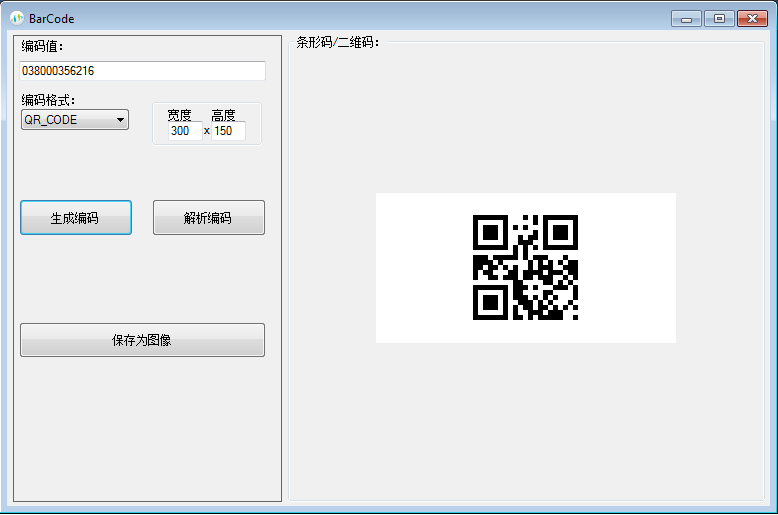 BarCode
编码值:
038000356216
编码格式:
QR_CODE
宽度 高度
300 x 150
生成编码 解析编码
保存为图像
条形码/二维码: